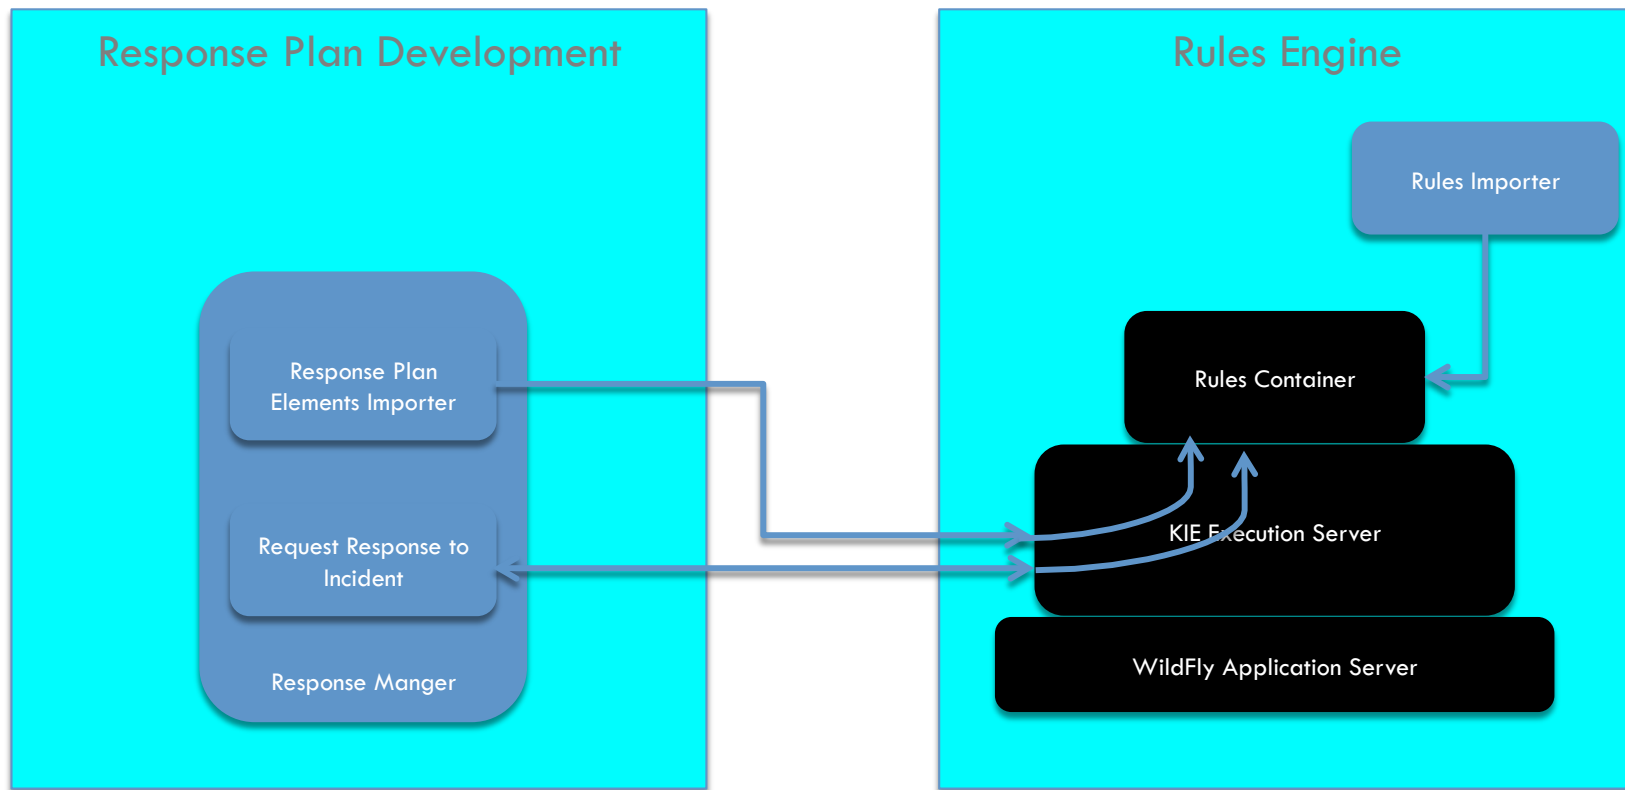 Response Plan Development
Response Plan
Elements Importer
Request Response to
Incident
Response Manger
Rules Engine
Rules Importer
Rules Container
KIE Execution Server
WildFly Application Server